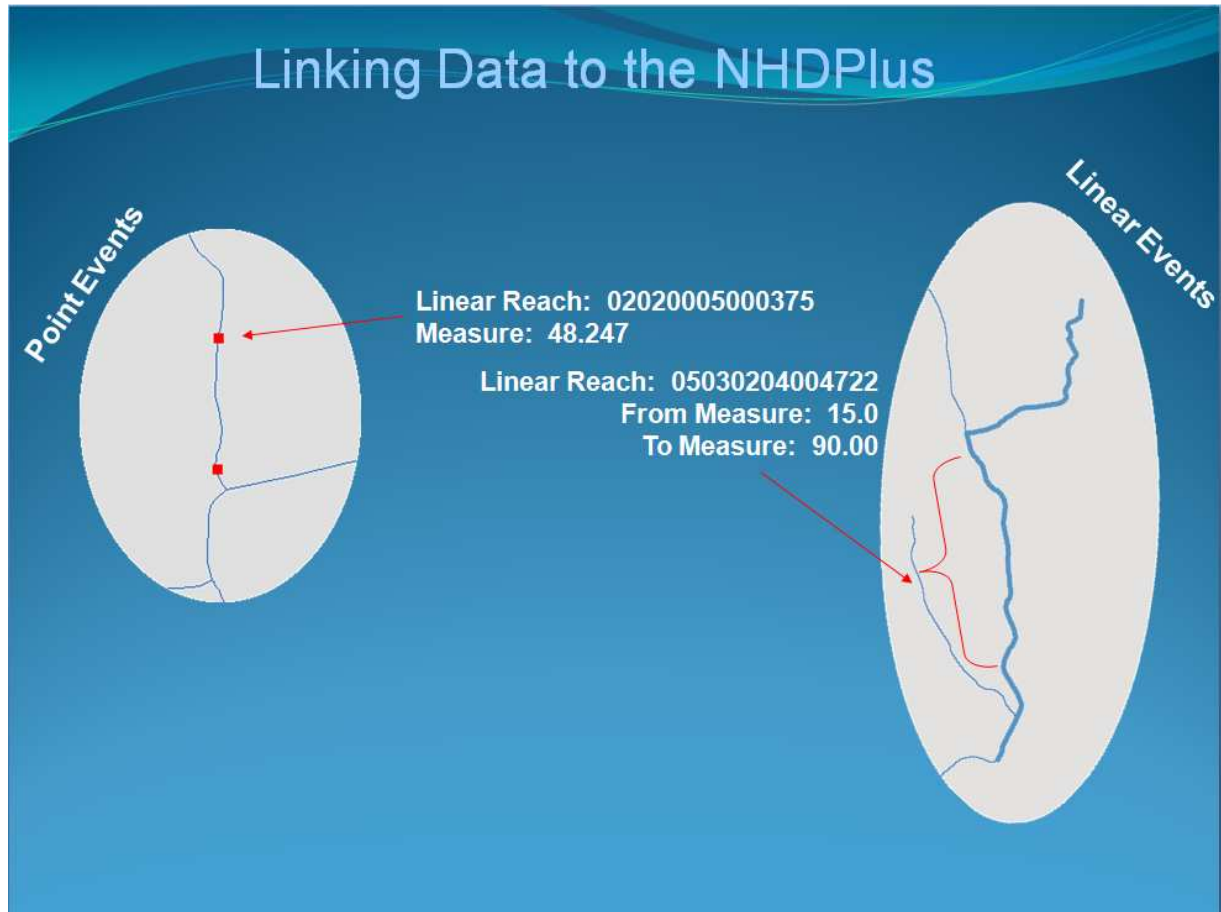 Linking Data to the NHDPlus
Point Events
Linear Reach: 02020005000375
Measure: 48.247
Linear Reach: 05030204004722
From Measure: 15.0
To Measure: 90.00
Linear Events